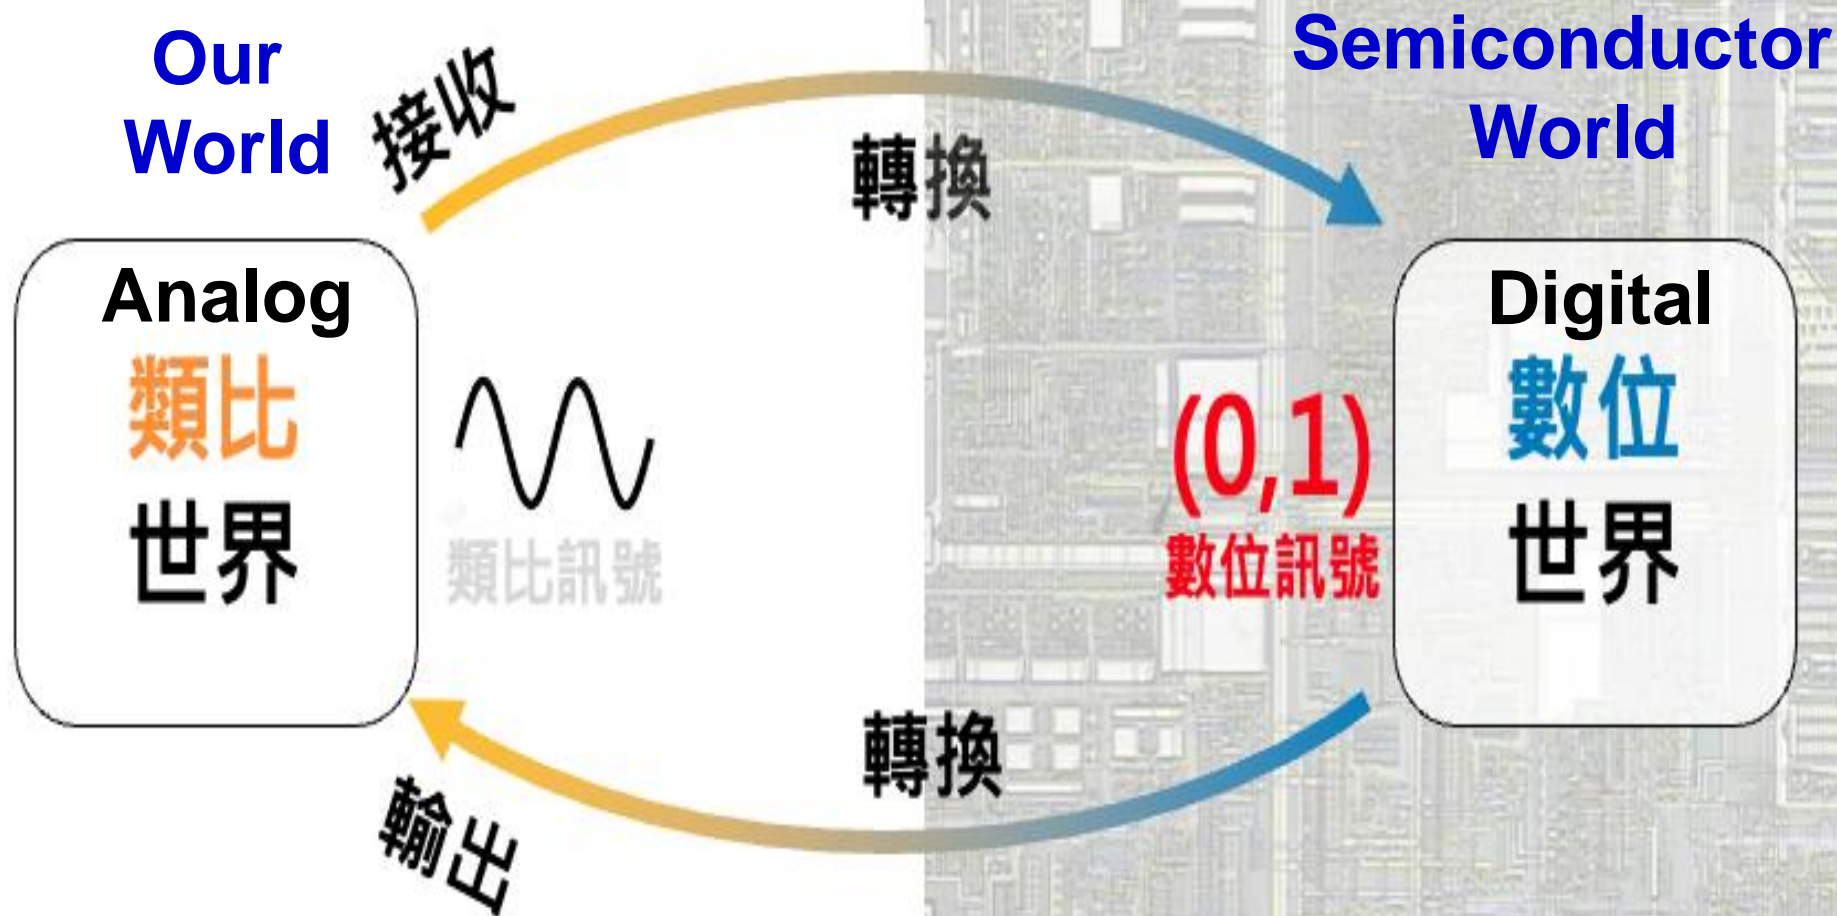 Our
World
Semiconductor
World
接收
轉換
Analog
類比
世界
類比訊號
(0,1)
數位訊號
Digital
數位
世界
轉換
輸出